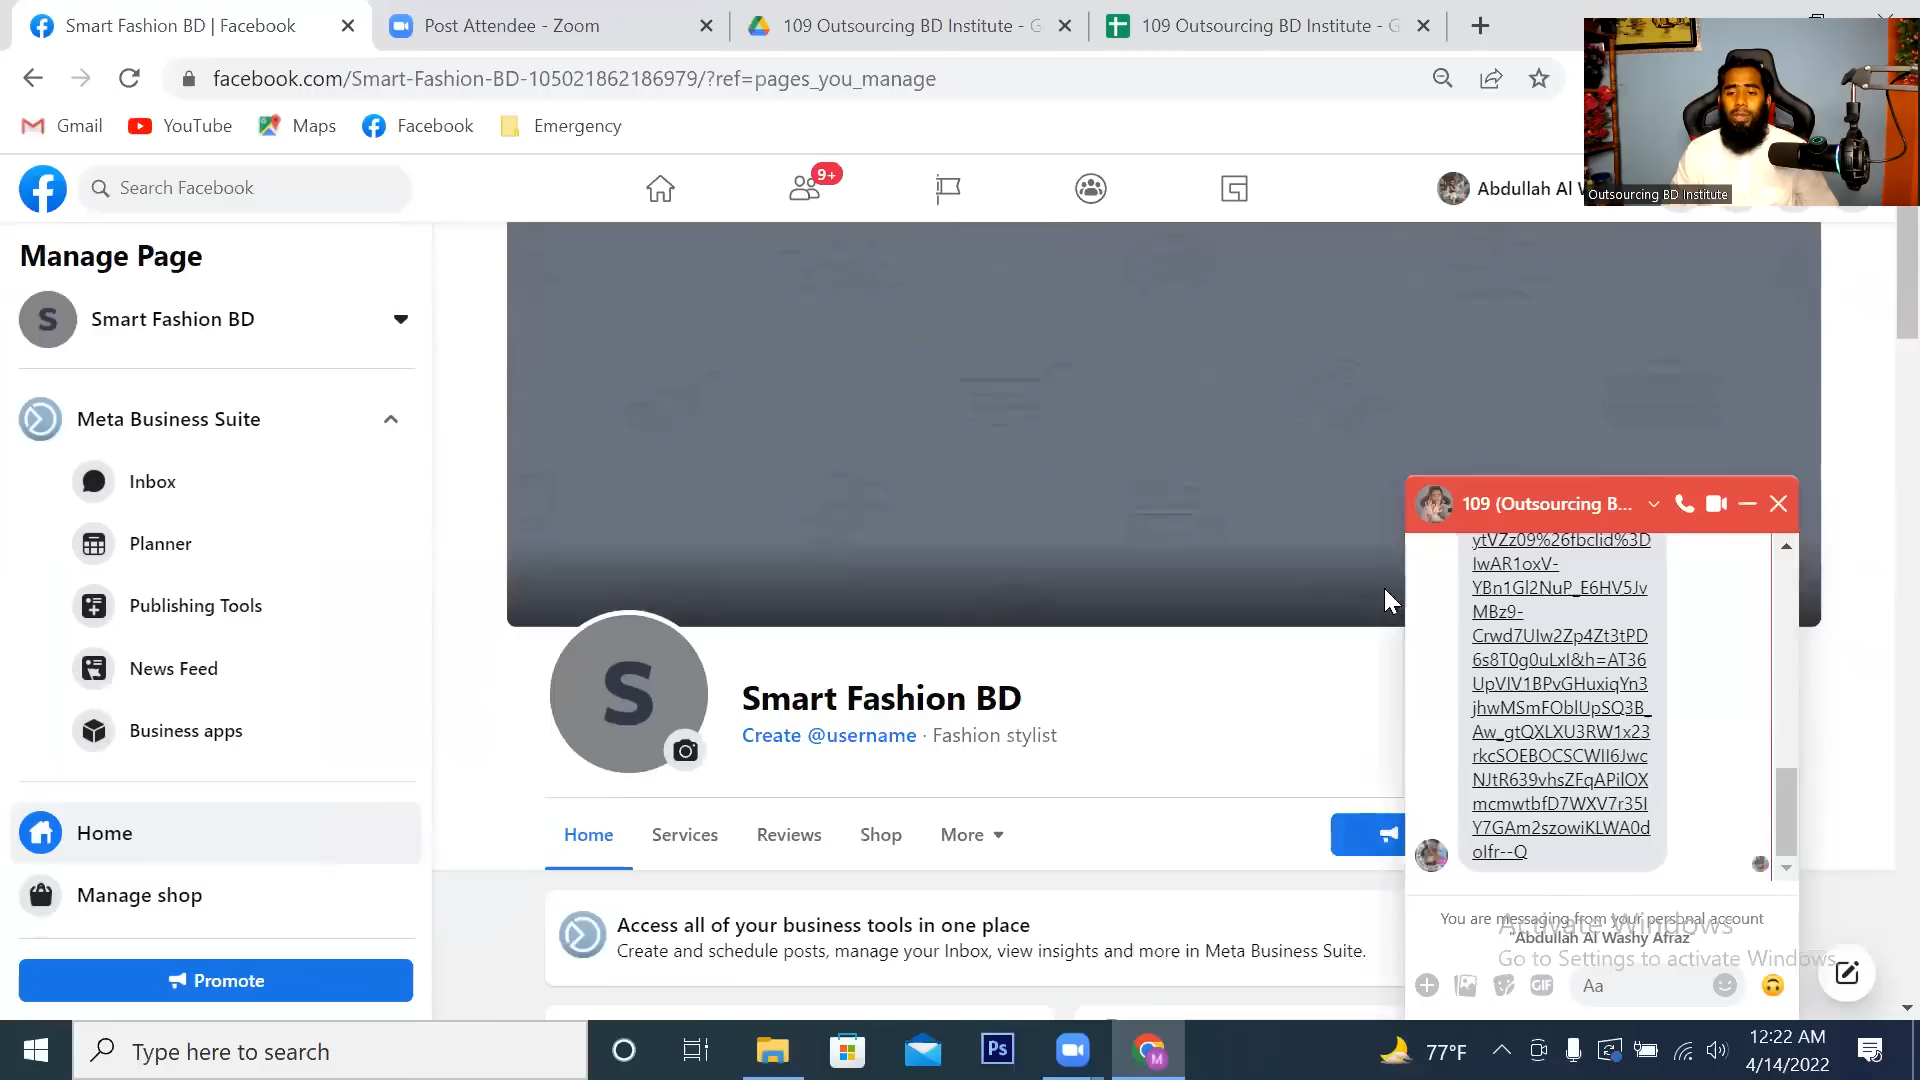 Smart Fashion BD | Facebook
Post Attendee - Zoom
109 Outsourcing BD Institute - G
109 Outsourcing BD Institute - G
facebook.com/Smart-Fashion-BD-105021862186979/?ref=pages_you_manage
Gmail
YouTube
Maps
Facebook
Emergency
Outsourcing BD Institute
Search Facebook
9+
Abdullah Al W
Manage Page
S
Smart Fashion BD
Meta Business Suite
Inbox
Planner
Publishing Tools
News Feed
Business apps
Home
Manage shop
Promote
S
Smart Fashion BD
Create @username · Fashion stylist
Home
Services
Reviews
Shop
More
Access all of your business tools in one place
Create and schedule posts, manage your Inbox, view insights and more in Meta Business Suite.
109 (Outsourcing B...
ytVZz09%26fbclid%3D
IwAR1oxV-
YBn1Gl2NuP_E6HV5Jv
MBz9-
Crwd7UIw2Zp4Zt3tPD
6s8T0g0uLxI&h=AT36
UpVIV1BPvGHuxiqYn3
jhwMSmFOblUpSQ3B_
Aw_gtQXLXU3RW1x23
rkcSOEBOCSCWII6Jwc
NJtR639vhsZFqAPilOX
mcmwtbfD7WXV7r35I
Y7GAm2szowiKLWA0d
oIfr--Q
You are messaging from your personal account
"Abdullah Al Washy Afraz"
Activate Windows
Go to Settings to activate Windows.
GIF
Aa
Type here to search
Ps
M
77°F
12:22 AM
4/14/2022